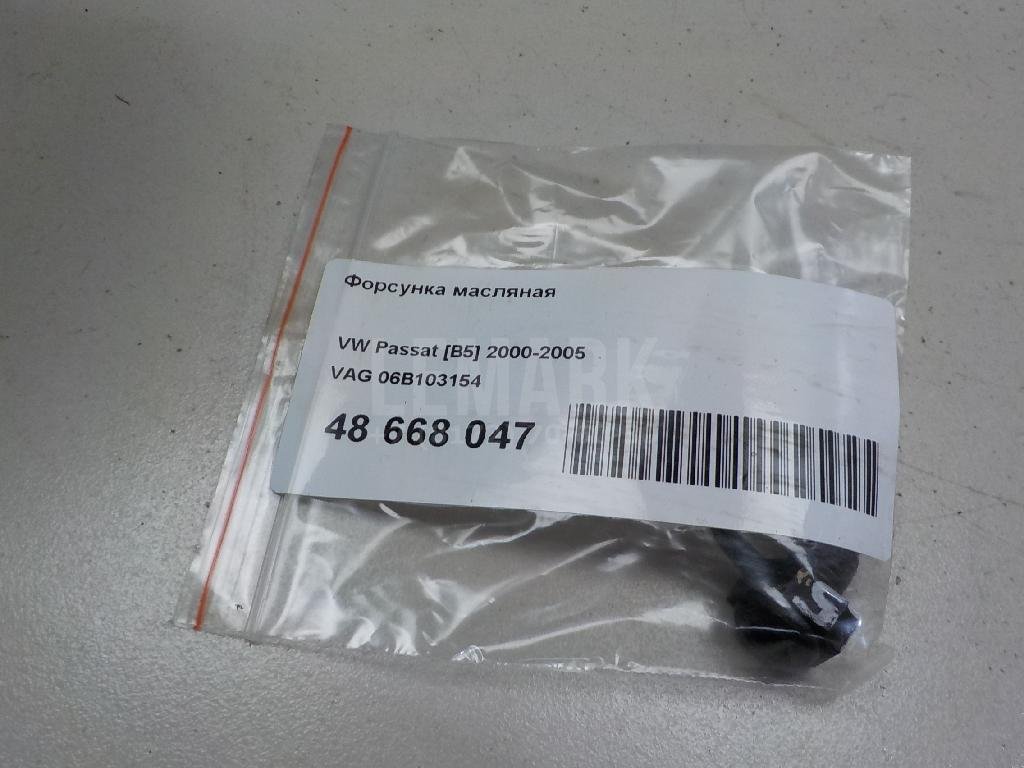 Форсунка масляная
VW Passat [B5] 2000-2005
VAG 06B103154
48 668 047